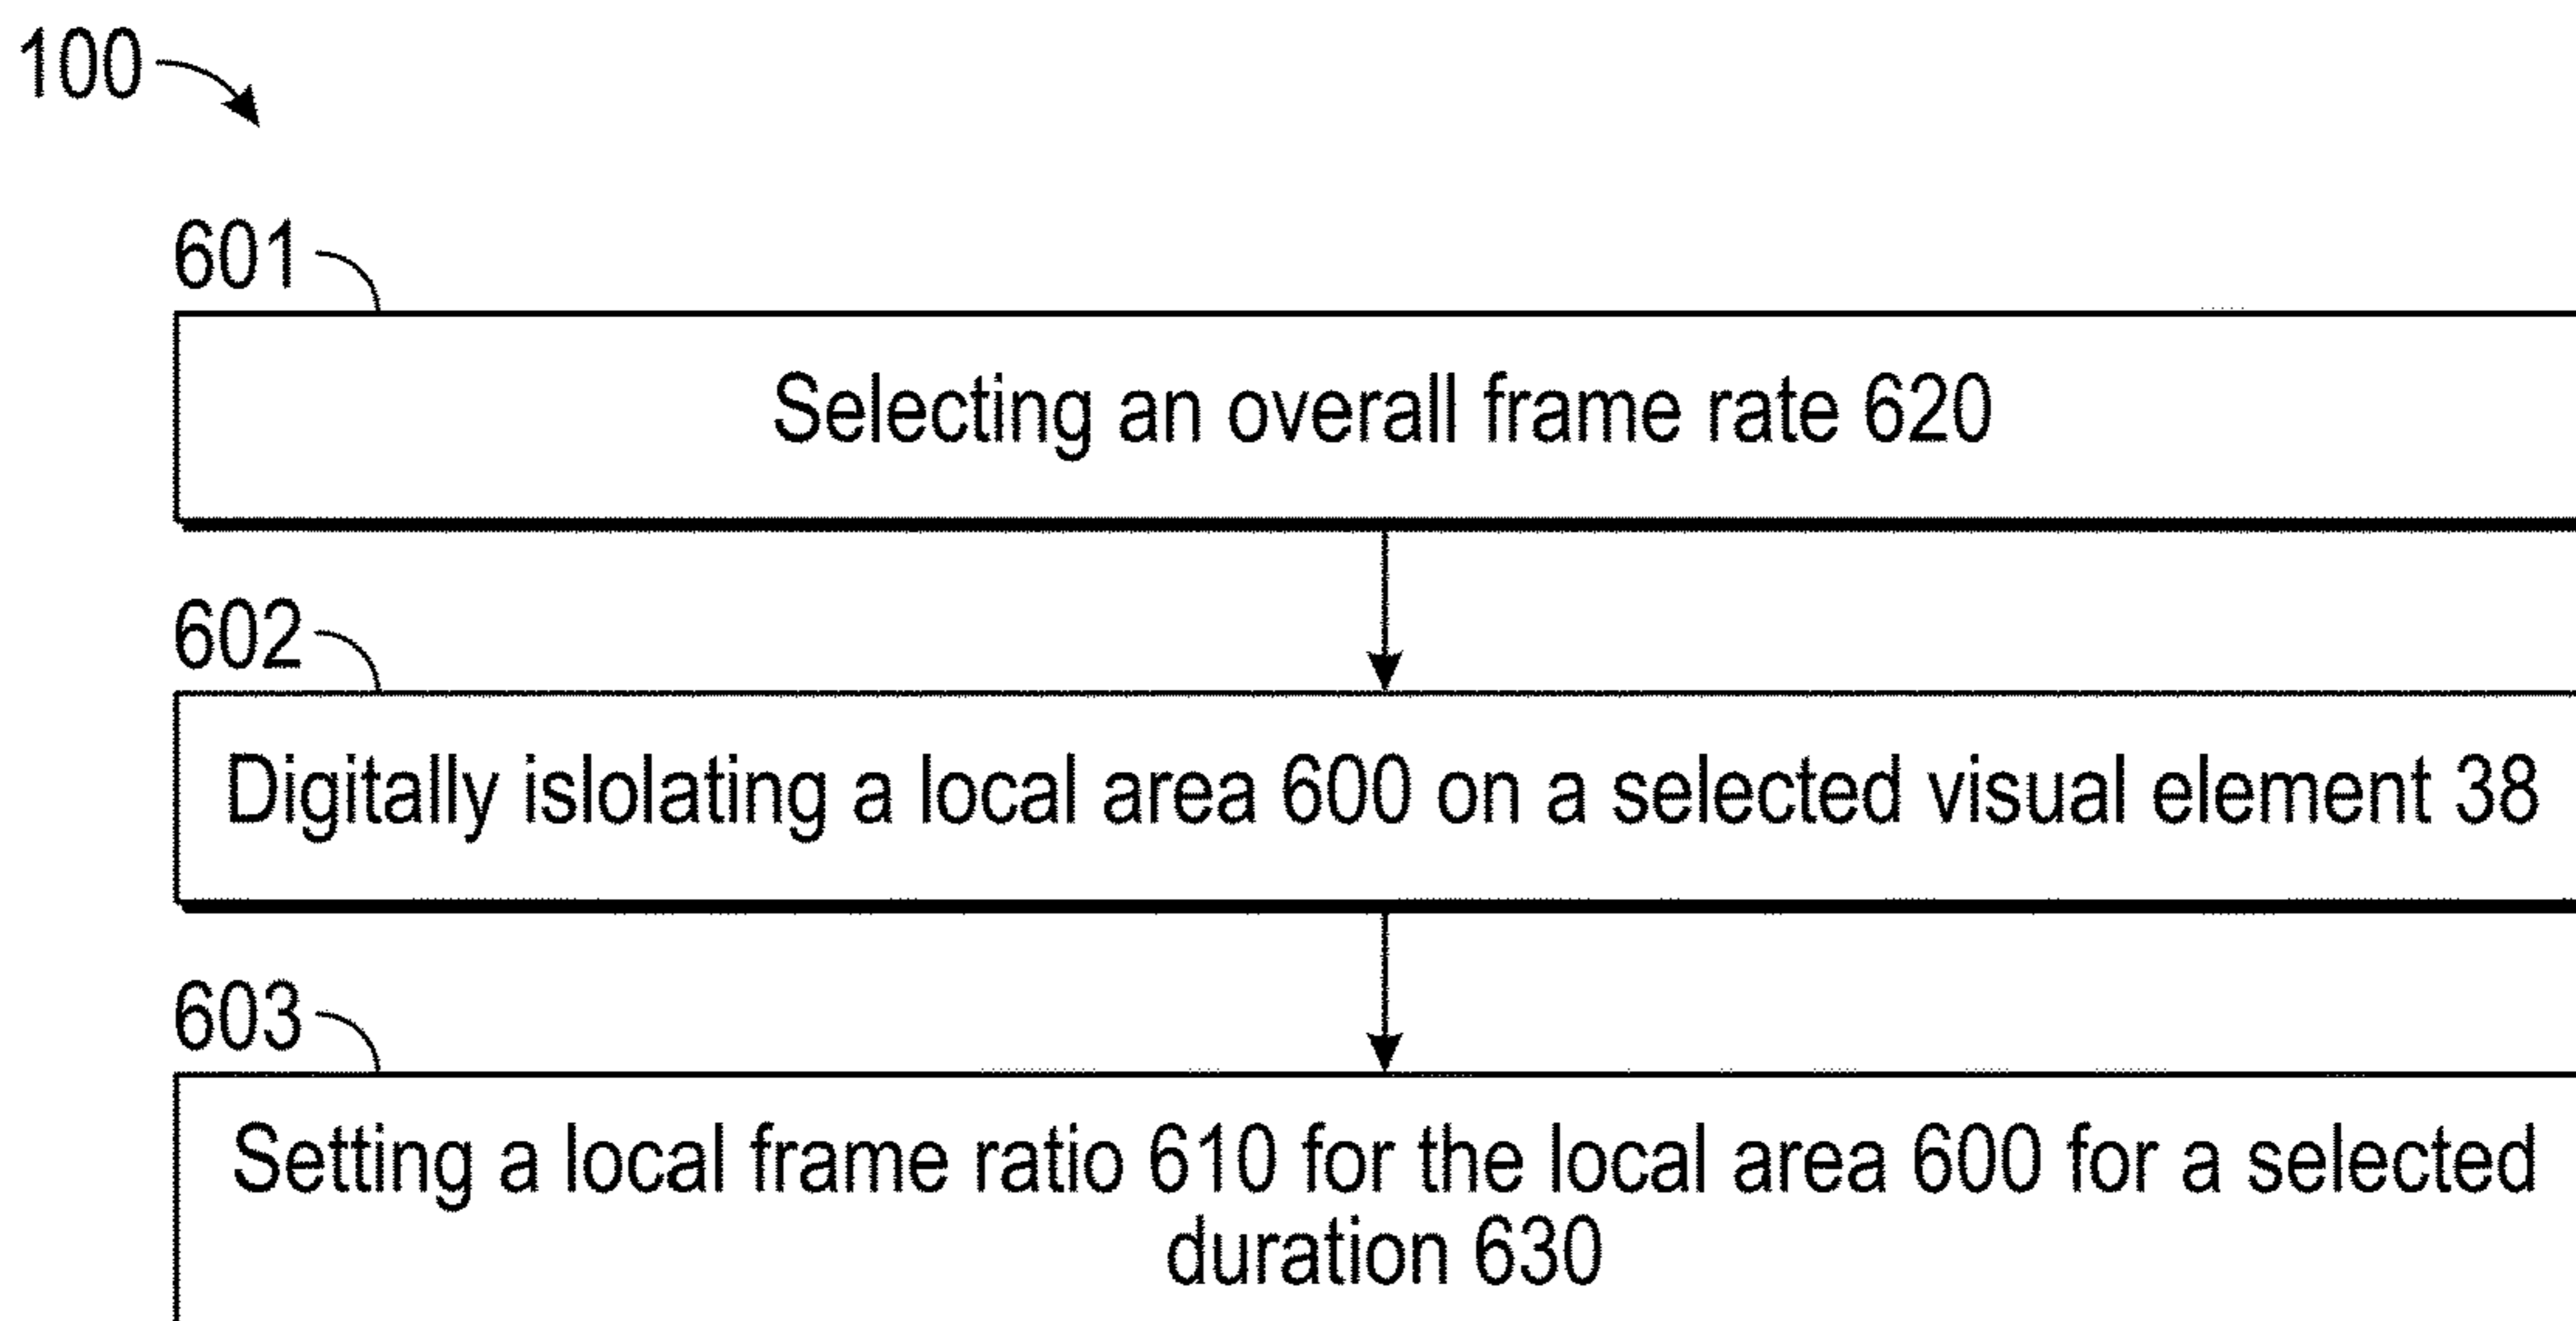 100
601
Selecting an overall frame rate 620
602
Digitally islolating a local area 600 on a selected visual element 38
603
Setting a local frame ratio 610 for the local area 600 for a selected
duration 630